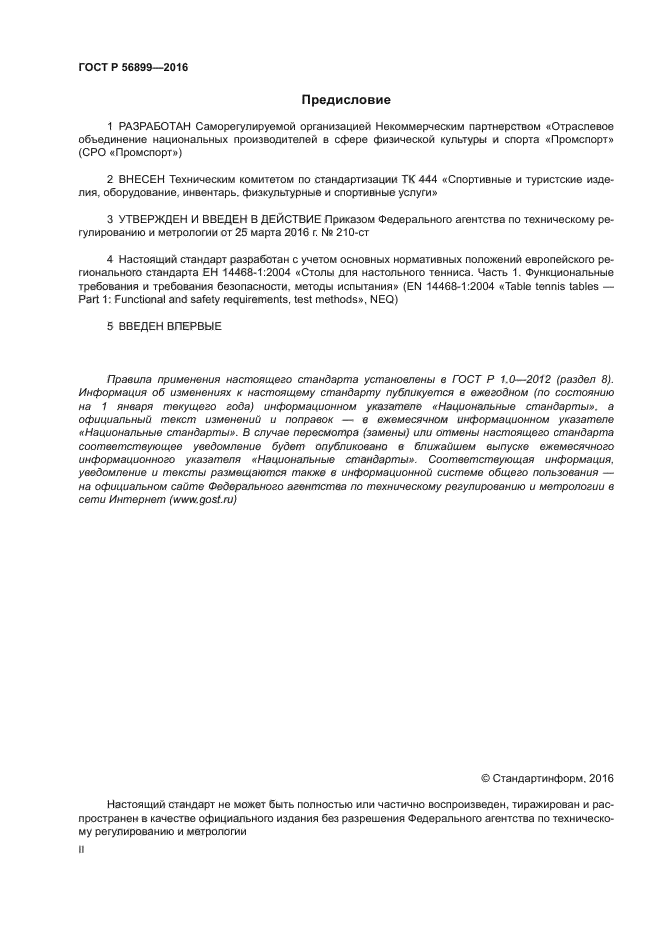 ГОСТ Р 56899—2016
Предисловие
1 РАЗРАБОТАН Саморегулируемой организацией Некоммерческим партнерством «Отраслевое
объединение национальных производителей в сфере физической культуры и спорта «Промспорт»
(СРО «Промспорт»)
2 ВНЕСЕН Техническим комитетом по стандартизации ТК 444 «Спортивные и туристские изде-
лия, оборудование, инвентарь, физкультурные и спортивные услуги»
3 УТВЕРЖДЕН И ВВЕДЕН В ДЕЙСТВИЕ Приказом Федерального агентства по техническому ре-
гулированию и метрологии от 25 марта 2016 г. № 210-ст
4 Настоящий стандарт разработан с учетом основных нормативных положений европейского ре-
гионального стандарта ЕН 14468-1:2004 «Столы для настольного тенниса. Часть 1. Функциональные
требования и требования безопасности, методы испытания» (EN 14468-1:2004 «Table tennis tables —
Part 1: Functional and safety requirements, test methods», NEQ)
5 ВВЕДЕН ВПЕРВЫЕ
Правила применения настоящего стандарта установлены в ГОСТ Р 1.0—2012 (раздел 8).
Информация об изменениях к настоящему стандарту публикуется в ежегодном (по состоянию
на 1 января текущего года) информационном указателе «Национальные стандарты», а
официальный текст изменений и поправок — в ежемесячном информационном указателе
«Национальные стандарты». В случае пересмотра (замены) или отмены настоящего стандарта
соответствующее уведомление будет опубликовано в ближайшем выпуске ежемесячного
информационного указателя «Национальные стандарты». Соответствующая информация,
уведомление и тексты размещаются также в информационной системе общего пользования —
на официальном сайте Федерального агентства по техническому регулированию и метрологии в
сети Интернет (www.gost.ru)
© Стандартинформ, 2016
Настоящий стандарт не может быть полностью или частично воспроизведен, тиражирован и рас-
пространен в качестве официального издания без разрешения Федерального агентства по техническо-
му регулированию и метрологии
II